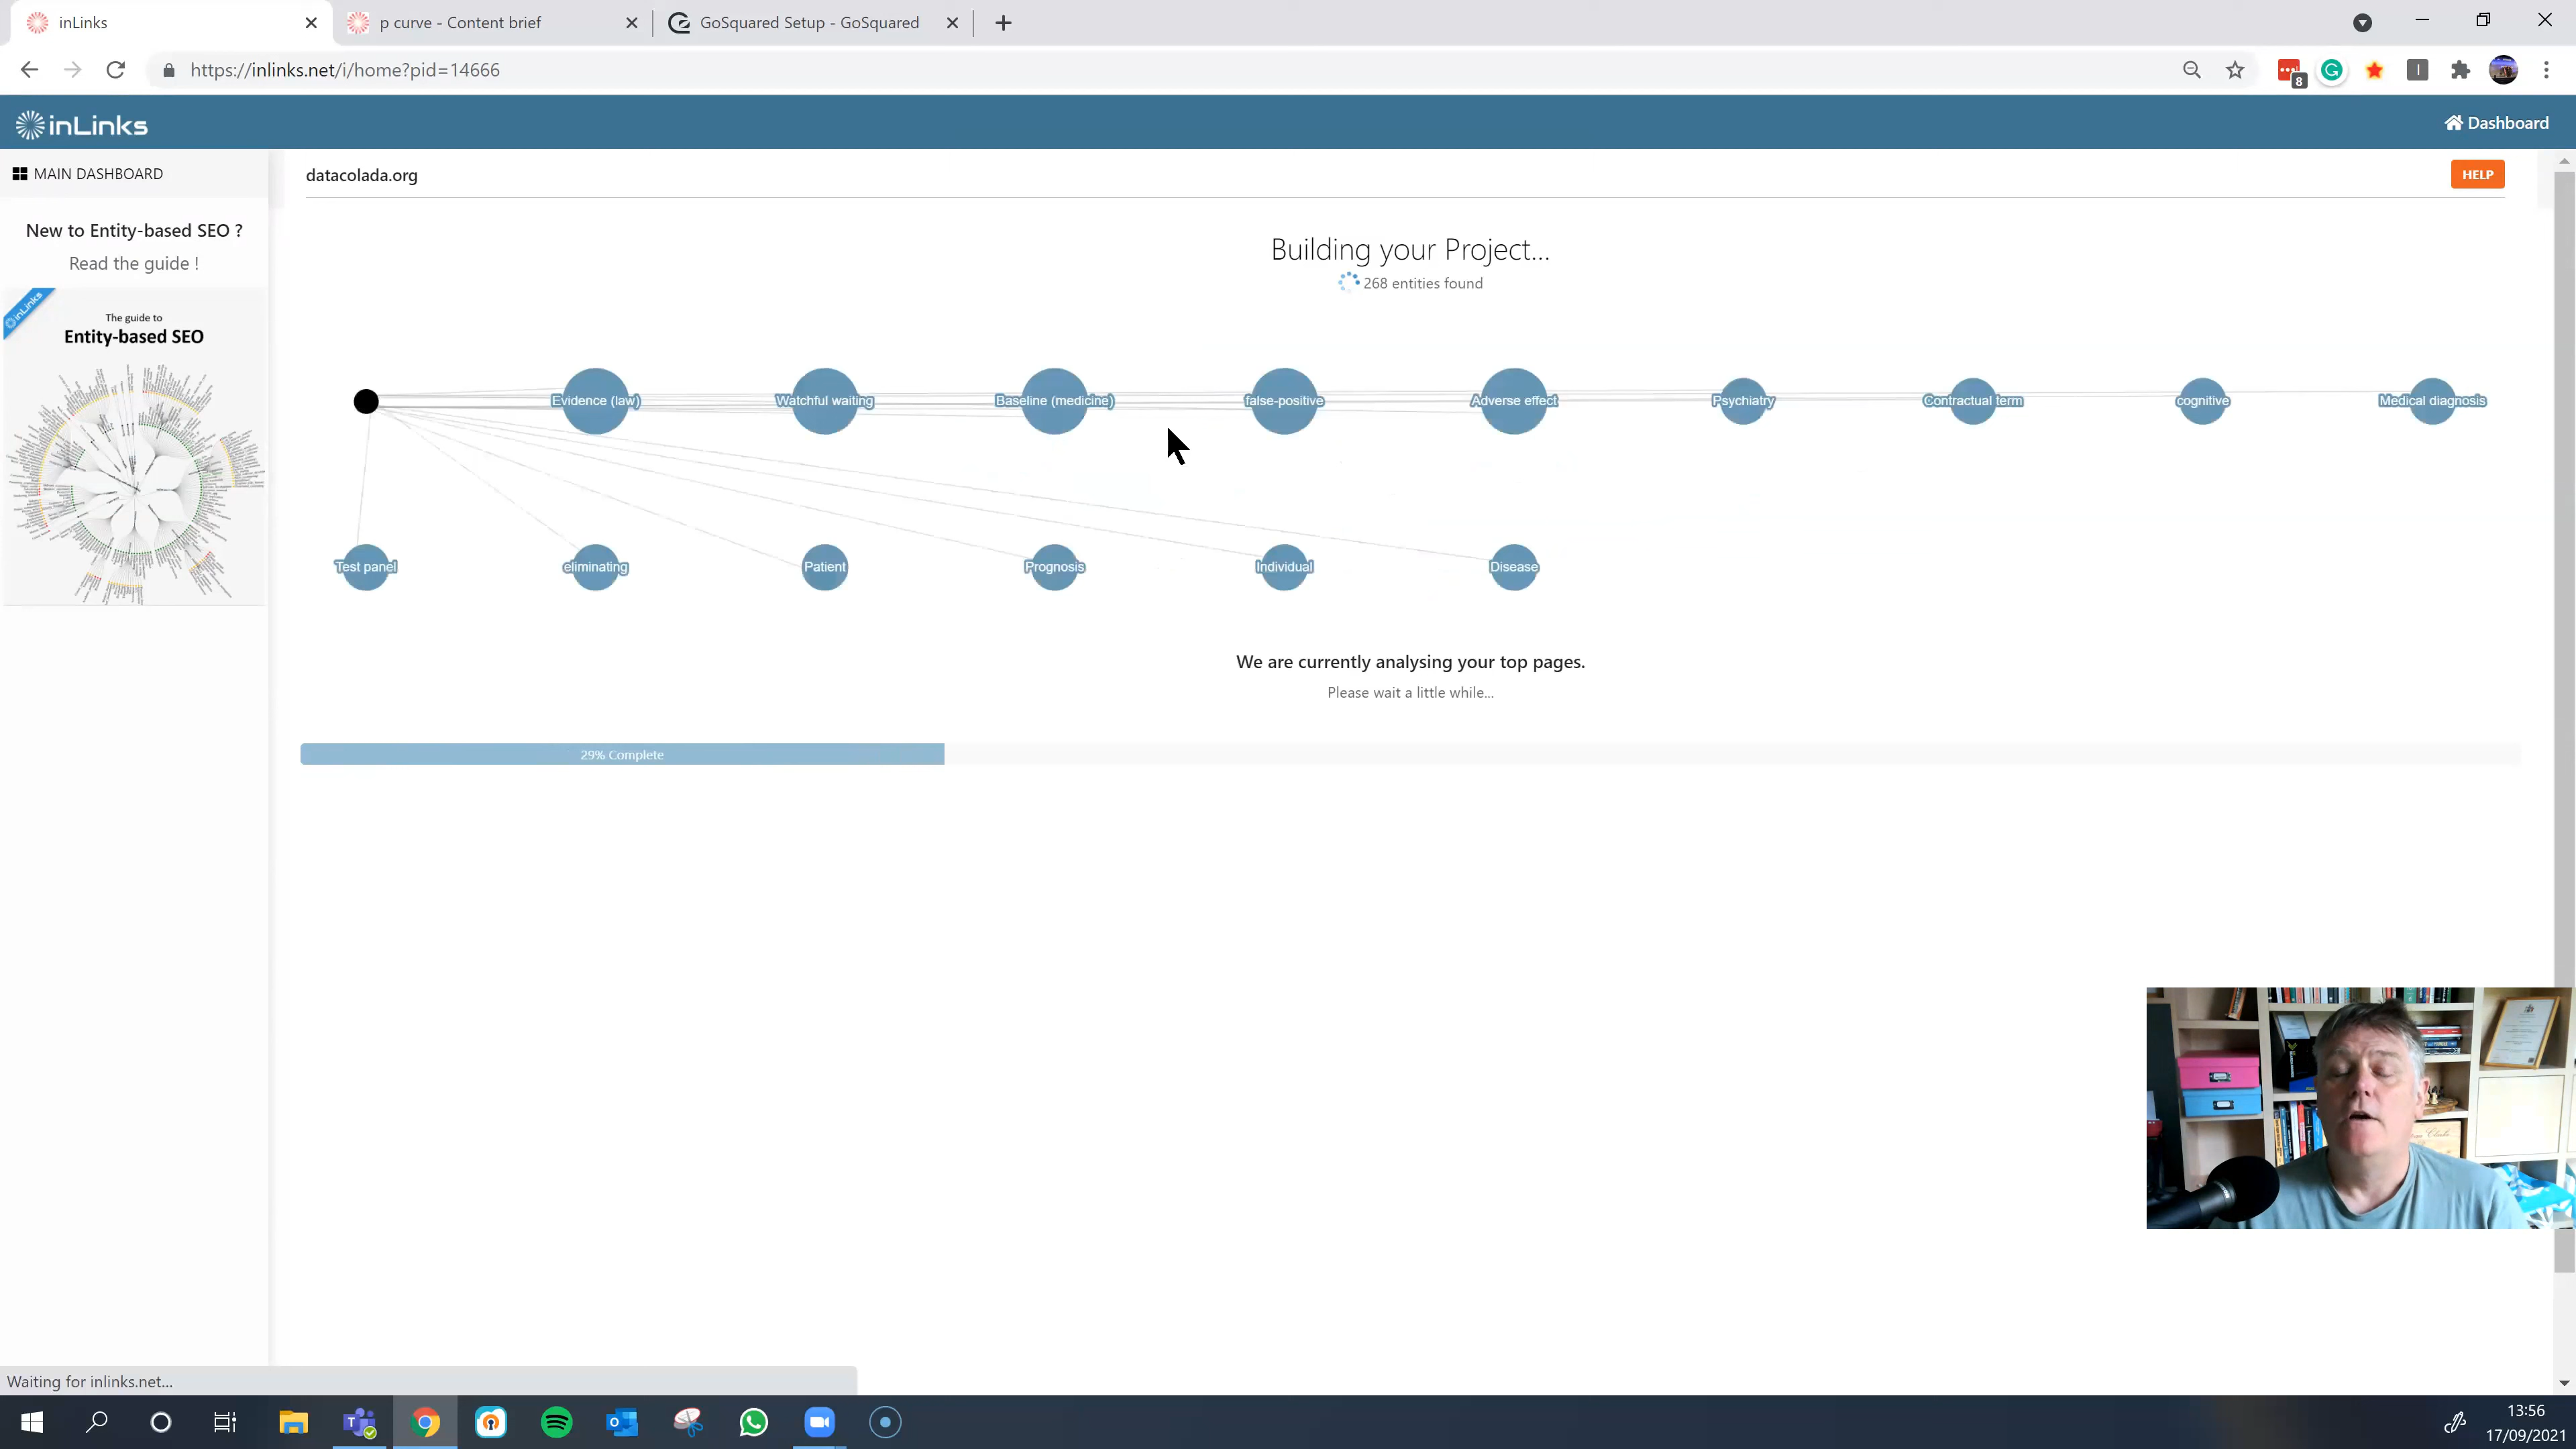 inLinks
p curve - Content brief
GoSquared Setup - GoSquared
https://inlinks.net/i/home?pid=14666
8
inLinks
Dashboard
MAIN DASHBOARD
datacolada.org
HELP
New to Entity-based SEO ?
Read the guide !
inLinks
The guide to
Entity-based SEO
Building your Project...
268 entities found
Evidence (law)
Watchful waiting
Baseline (medicine)
false-positive
Adverse effect
Psychiatry
Contractual term
cognitive
Medical diagnosis
Test panel
eliminating
Patient
Prognosis
Individual
Disease
We are currently analysing your top pages.
Please wait a little while...
29% Complete
Waiting for inlinks.net...
13:56
17/09/2021